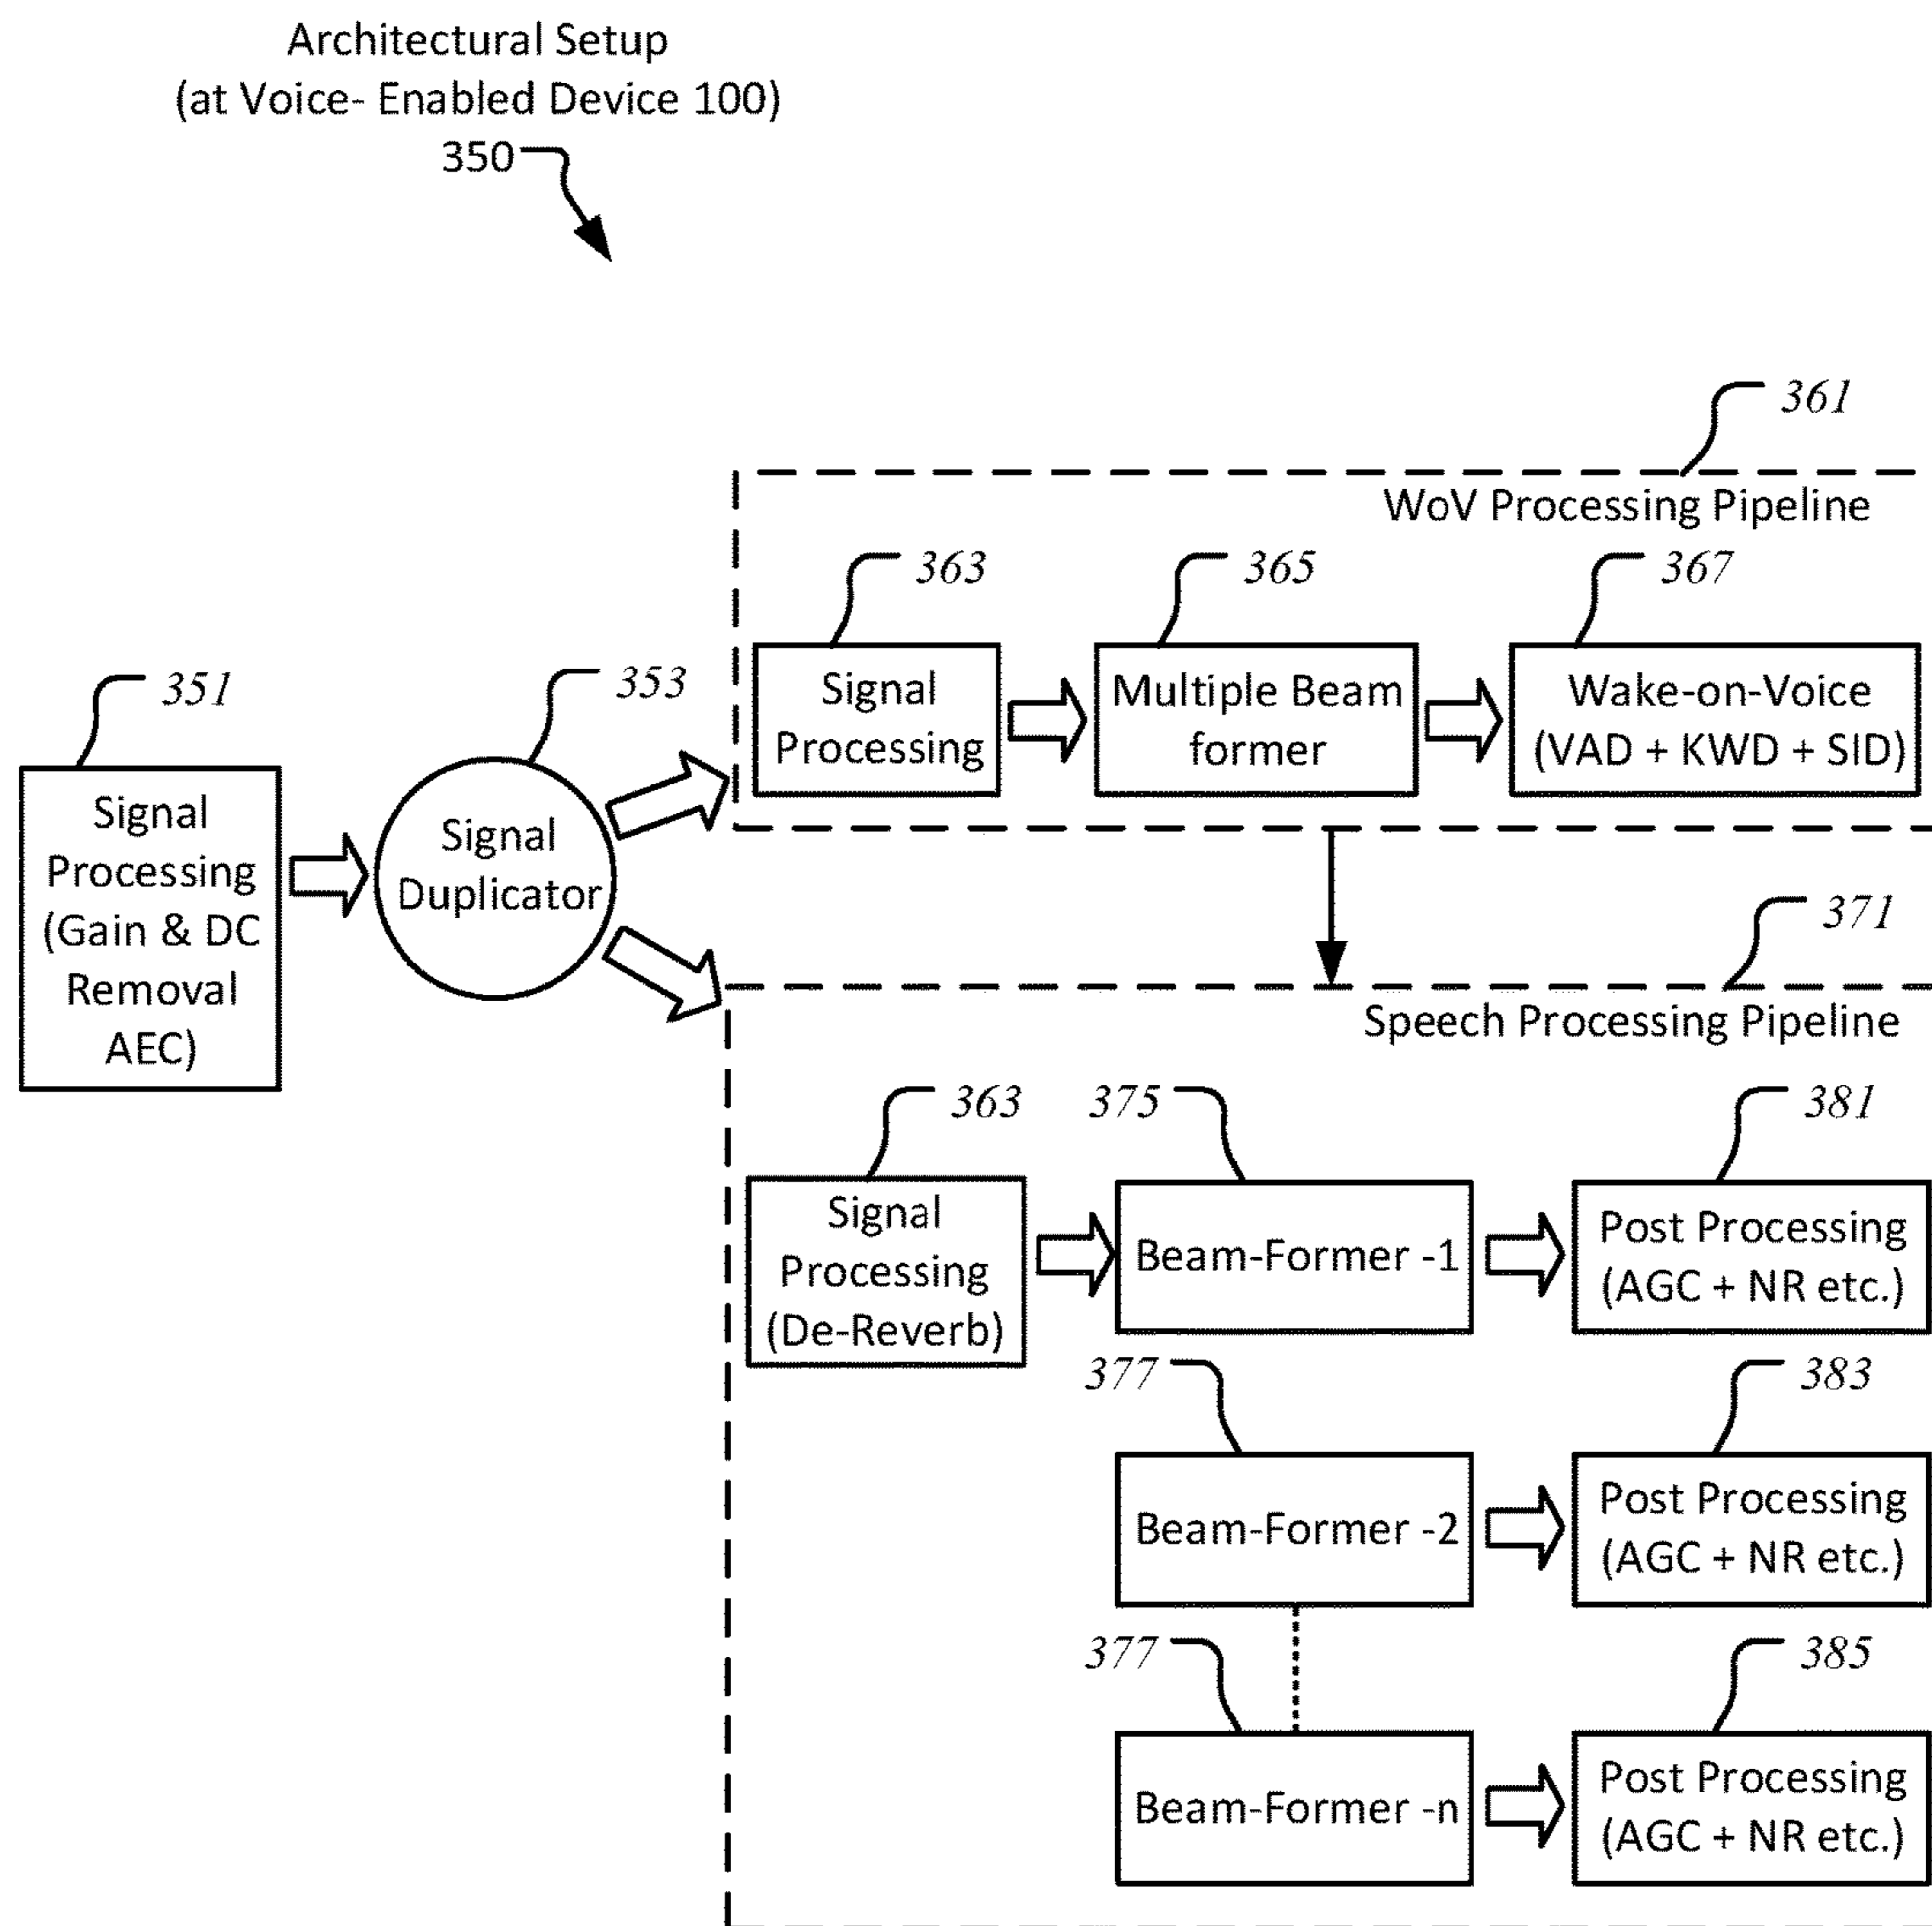 Architectural Setup
(at Voice- Enabled Device 100)
350
361
WoV Processing Pipeline
363
365
367
Signal
Processing
Multiple Beam
former
Wake-on-Voice
(VAD + KWD + SID)
351
353
Signal
Processing
(Gain & DC
Removal
AEC)
Signal
Duplicator
371
Speech Processing Pipeline
363
375
381
Signal
Processing
(De-Reverb)
Beam-Former -1
Post Processing
(AGC + NR etc.)
377
383
Beam-Former -2
Post Processing
(AGC + NR etc.)
377
385
Beam-Former -n
Post Processing
(AGC + NR etc.)